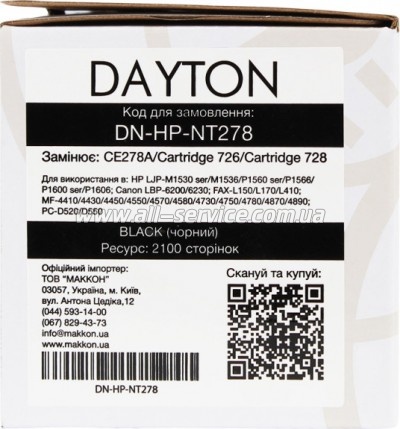 DAYTON
Код для замовлення:
DN-HP-NT278
Замінює: CE278A/Cartridge 726/Cartridge 728
Для використання в: HP LJP-M1530 ser/M1536/P1560 ser/P1566/
P1600 ser/P1606; Canon LBP-6200/6230; FAX-L150/L170/L410;
MF-4410/4430/4450/4550/4570/4580/4730/4750/4780/4870/4890;
PC-D520/D550
www.all-service.com.ua
BLACK (чорний)
Ресурс: 2100 сторінок
Офіційний імпортер:
ТОВ "МАККОН"
03057, Україна, м. Київ,
вул. Антона Цедіка,12
(044) 593-14-00
(067) 829-43-73
info@makkon.ua
makkon.ua
Скануй та купуй:
DN-HP-NT278